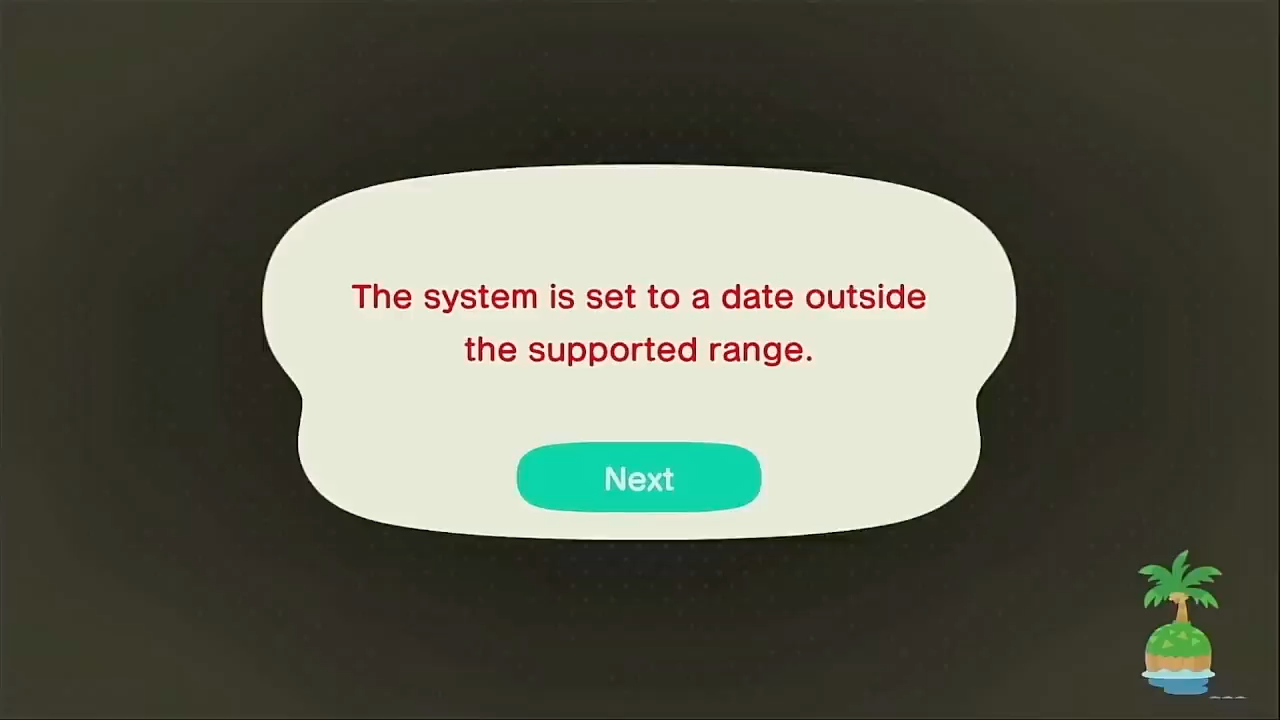 The system is set to a date outside
the supported range.
Next